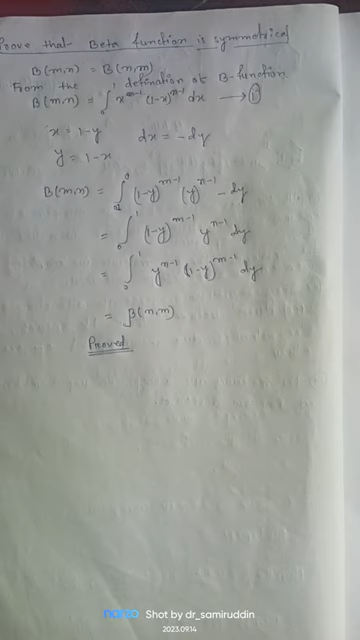 Prove that Beta function is symmetrical
B(m,n) = B(n,m)
From the defination of B-function
B(m,n) = ∫₀¹ x^(m-1) (1-x)^(n-1) dx → ①
x = 1-y dx = -dy
y = 1-x
B(m,n) = ∫₁⁰ (1-y)^(m-1) (y)^(n-1) -dy
= ∫₀¹ (1-y)^(m-1) y^(n-1) dy
= ∫₀¹ y^(n-1) (1-y)^(m-1) dy
= β(n,m)
Proved
narzo Shot by dr_samiruddin
2023.09.14